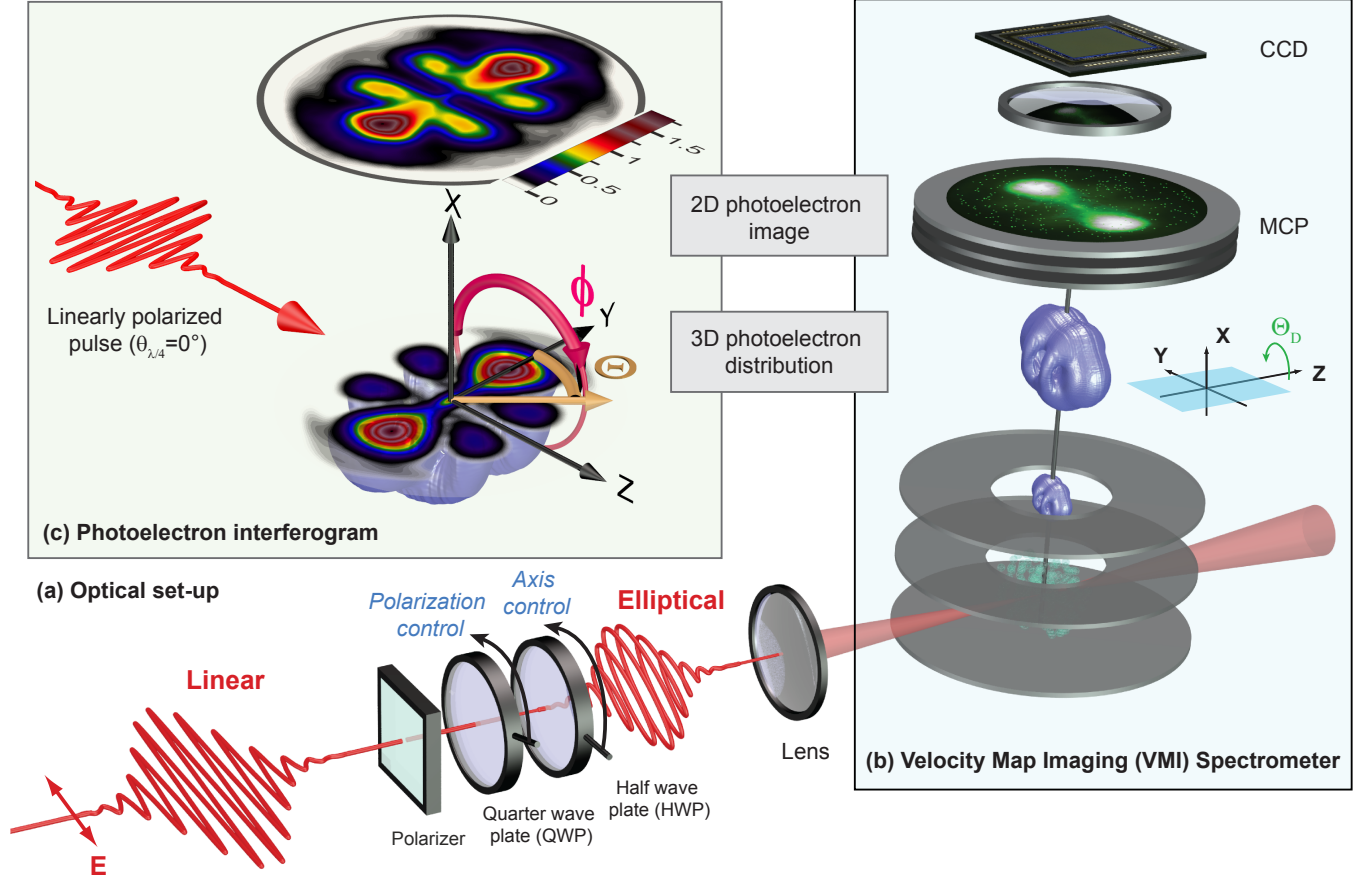 CCD
MCP
2D photoelectron
image
3D photoelectron
distribution
X
Y
Z
Θ_D
0
0.5
1
1.5
X
ϕ
Y
Θ
Z
Linearly polarized
pulse (θ_λ/4=0°)
(c) Photoelectron interferogram
(a) Optical set-up
Polarization
control
Axis
control
Elliptical
Linear
E
Polarizer
Quarter wave
plate (QWP)
Half wave
plate (HWP)
Lens
(b) Velocity Map Imaging (VMI) Spectrometer